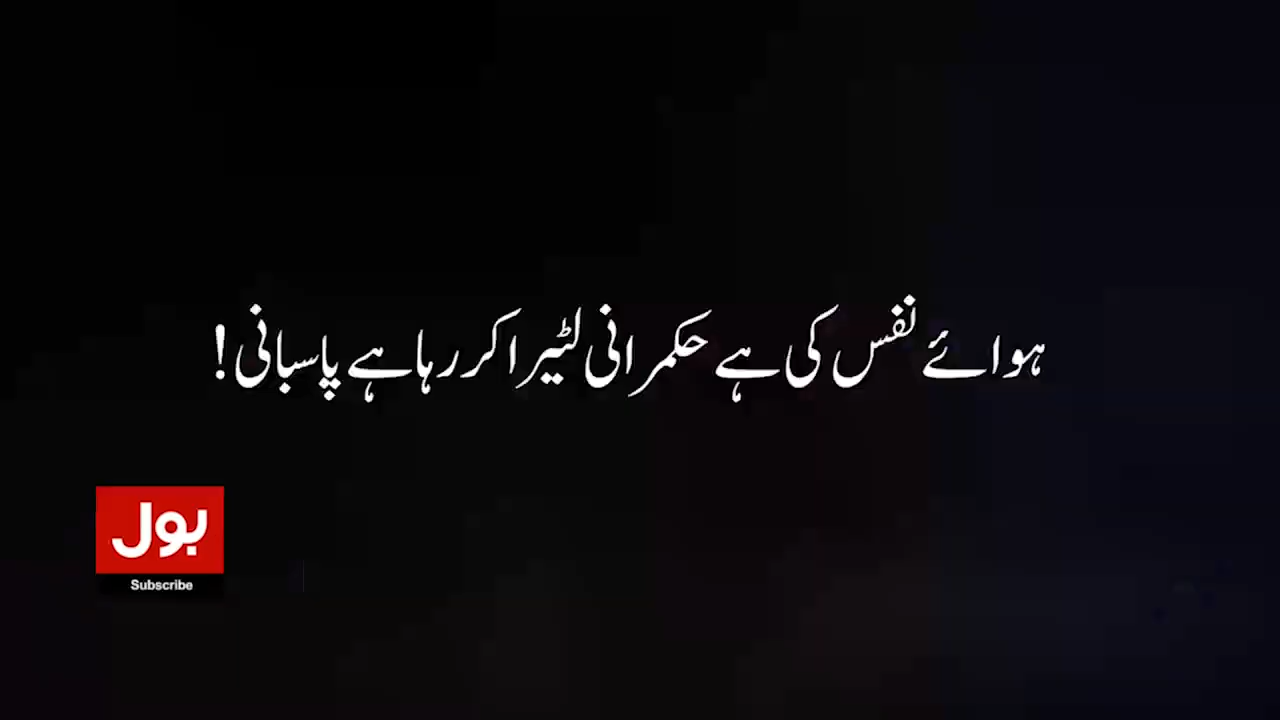 ہوائے نفس کی ہے حکمرانی لٹیرا کر رہا ہے پاسبانی!
بول
Subscribe